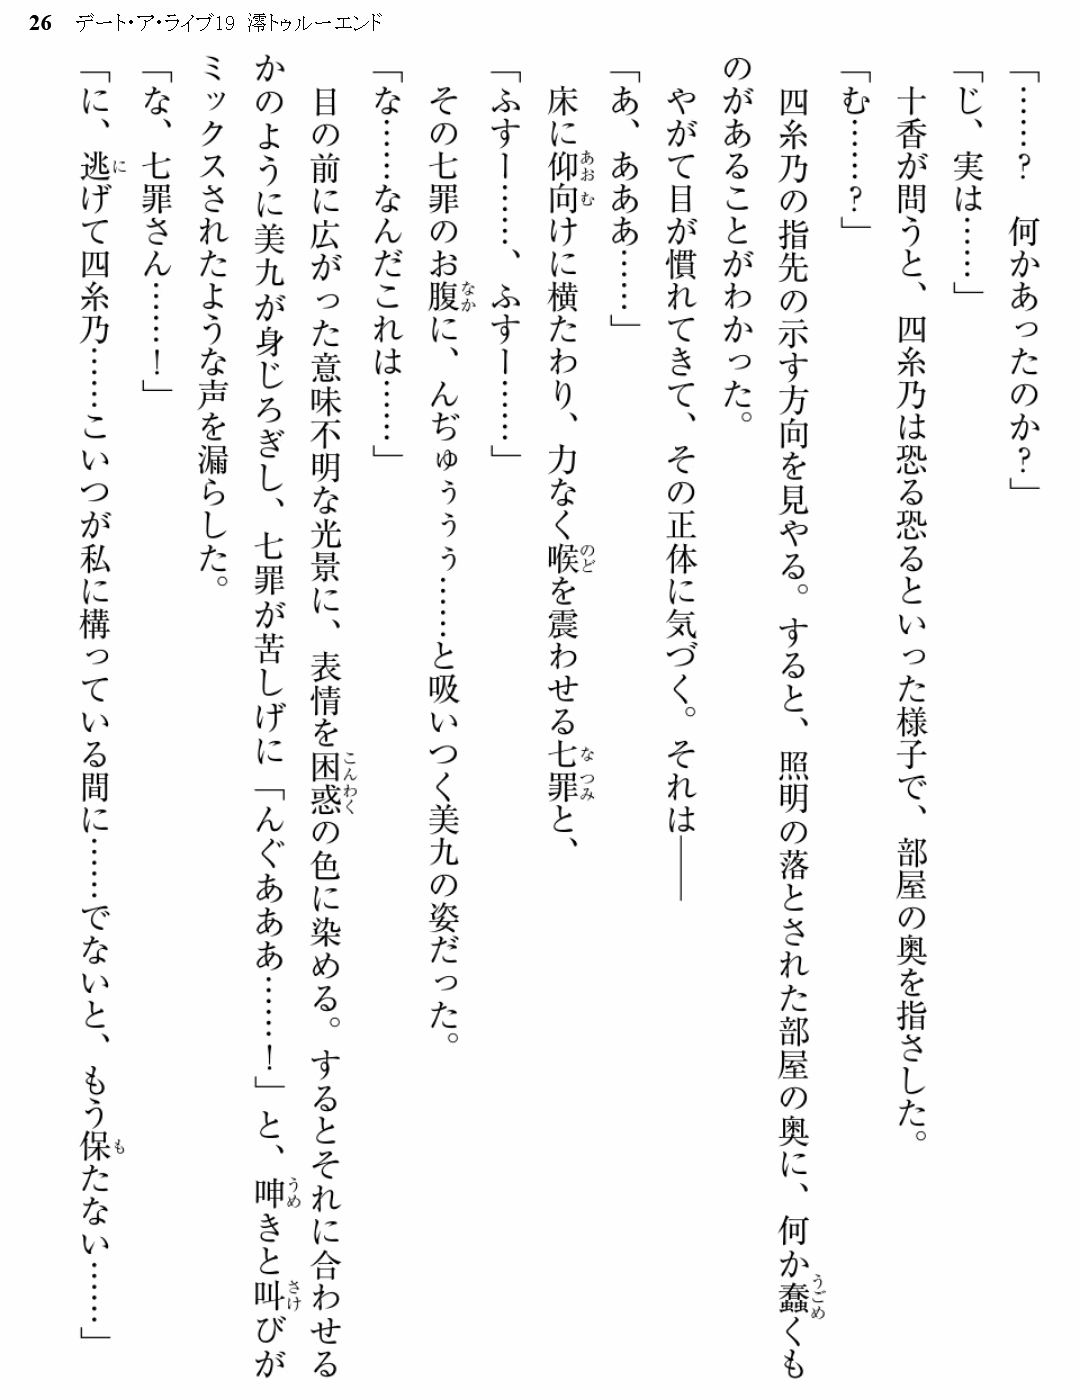 26 デート・ア・ライブ19 澪トゥルーエンド
「……？　何かあったのか？」
「じ、実は……」
　十香が問うと、四糸乃は恐る恐るといった様子で、部屋の奥を指さした。
「む……？」
　四糸乃の指先の示す方向を見やる。すると、照明の落とされた部屋の奥に、何か蠢くも
のがあることがわかった。
　やがて目が慣れてきて、その正体に気づく。それは――
「あ、あああ……」
　床に仰向けに横たわり、力なく喉を震わせる七罪と、
「ふすー……、ふすー……」
　その七罪のお腹に、んぢゅぅぅぅ……と吸いつく美九の姿だった。
「な……なんだこれは……」
　目の前に広がった意味不明な光景に、表情を困惑の色に染める。するとそれに合わせる
かのように美九が身じろぎし、七罪が苦しげに「んぐあああ……！」と、呻きと叫びが
ミックスされたような声を漏らした。
「な、七罪さん……！」
「に、逃げて四糸乃……こいつが私に構っている間に……でないと、もう保たない……」